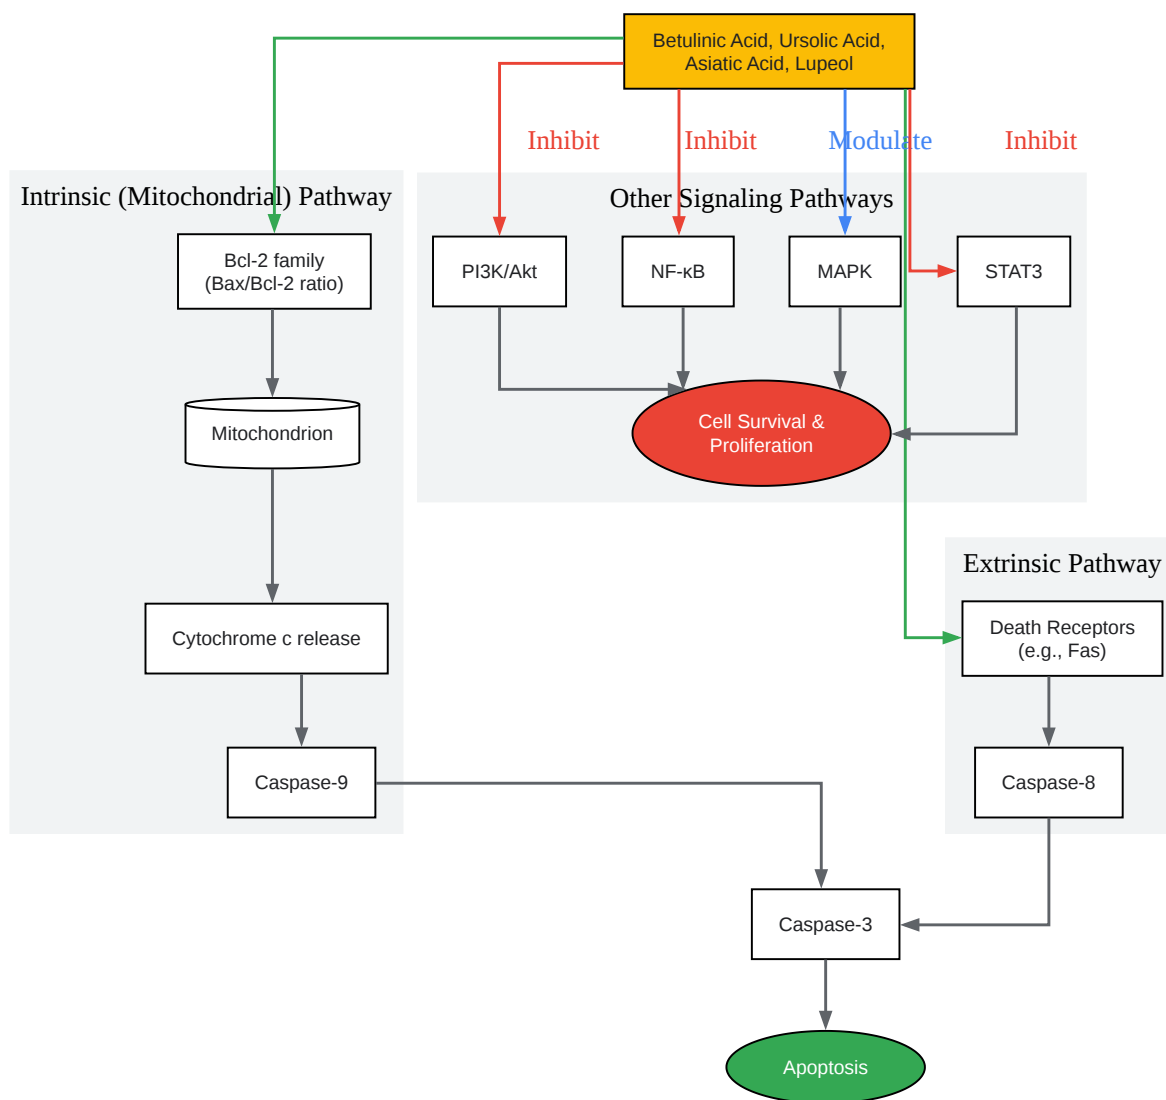 Betulinic Acid, Ursolic Acid,
Asiatic Acid, Lupeol
Inhibit
Inhibit
Modulate
Inhibit
Intrinsic (Mitochondrial) Pathway
Other Signaling Pathways
Bcl-2 family
(Bax/Bcl-2 ratio)
PI3K/Akt
NF-κB
MAPK
STAT3
Mitochondrion
Cell Survival &
Proliferation
Extrinsic Pathway
Cytochrome c release
Death Receptors
(e.g., Fas)
Caspase-9
Caspase-8
Caspase-3
Apoptosis